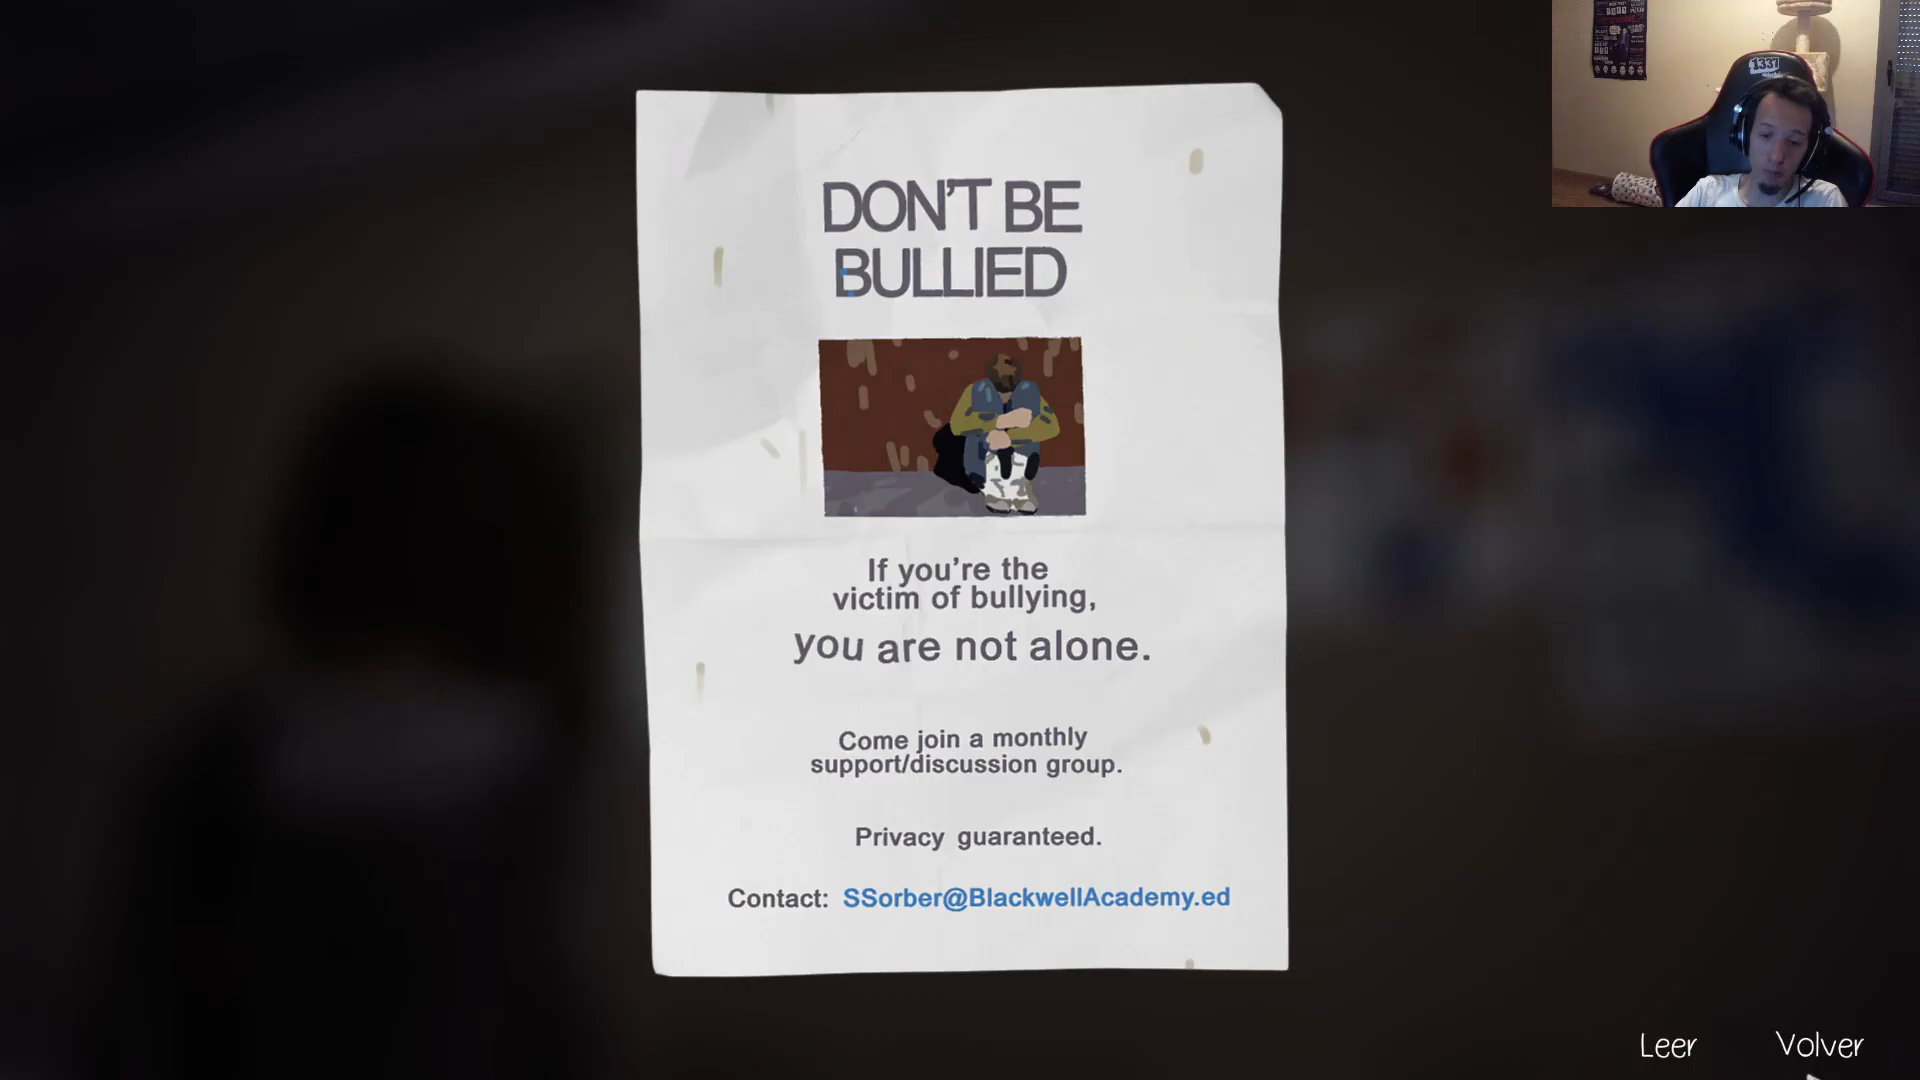 1337
DON'T BE
BULLIED
If you're the
victim of bullying,
you are not alone.
Come join a monthly
support/discussion group.
Privacy guaranteed.
Contact: SSorber@BlackwellAcademy.ed
Leer Volver